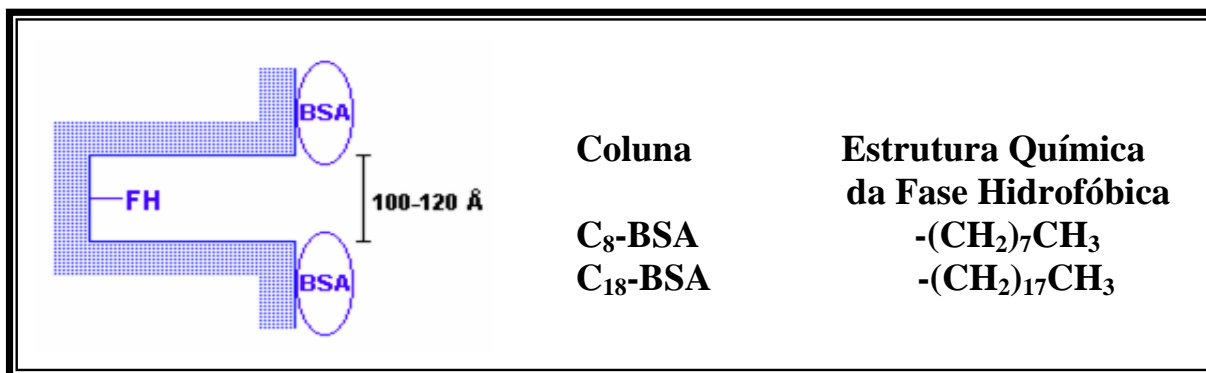 BSA
FH
100-120 Å
BSA
Coluna Estrutura Química
da Fase Hidrofóbica
C₈-BSA -(CH₂)₇CH₃
C₁₈-BSA -(CH₂)₁₇CH₃